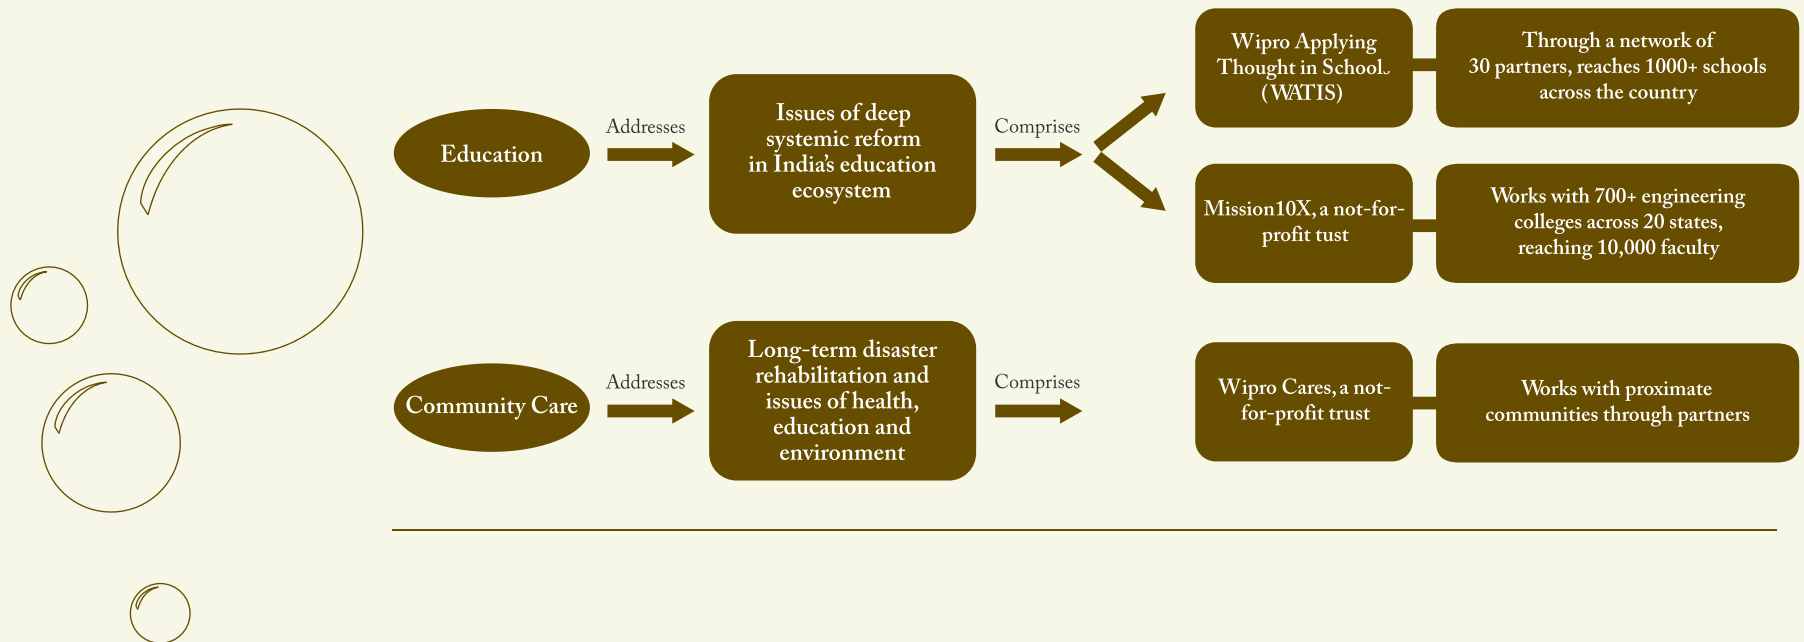 Education
Addresses
Issues of deep
systemic reform
in India's education
ecosystem
Comprises
Wipro Applying
Thought in Schools
(WATIS)
Through a network of
30 partners, reaches 1000+ schools
across the country
Mission10X, a not-for-
profit tust
Works with 700+ engineering
colleges across 20 states,
reaching 10,000 faculty
Community Care
Addresses
Long-term disaster
rehabilitation and
issues of health,
education and
environment
Comprises
Wipro Cares, a not-
for-profit trust
Works with proximate
communities through partners